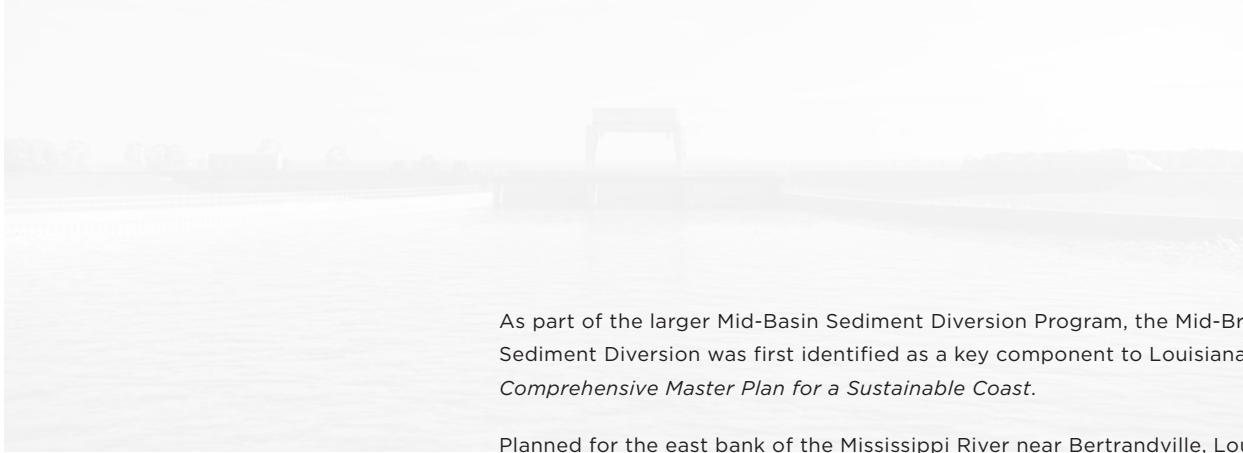 As part of the larger Mid-Basin Sediment Diversion Program, the Mid-Br
Sediment Diversion was first identified as a key component to Louisiana
Comprehensive Master Plan for a Sustainable Coast.
Planned for the east bank of the Mississippi River near Bertrandville, Lou